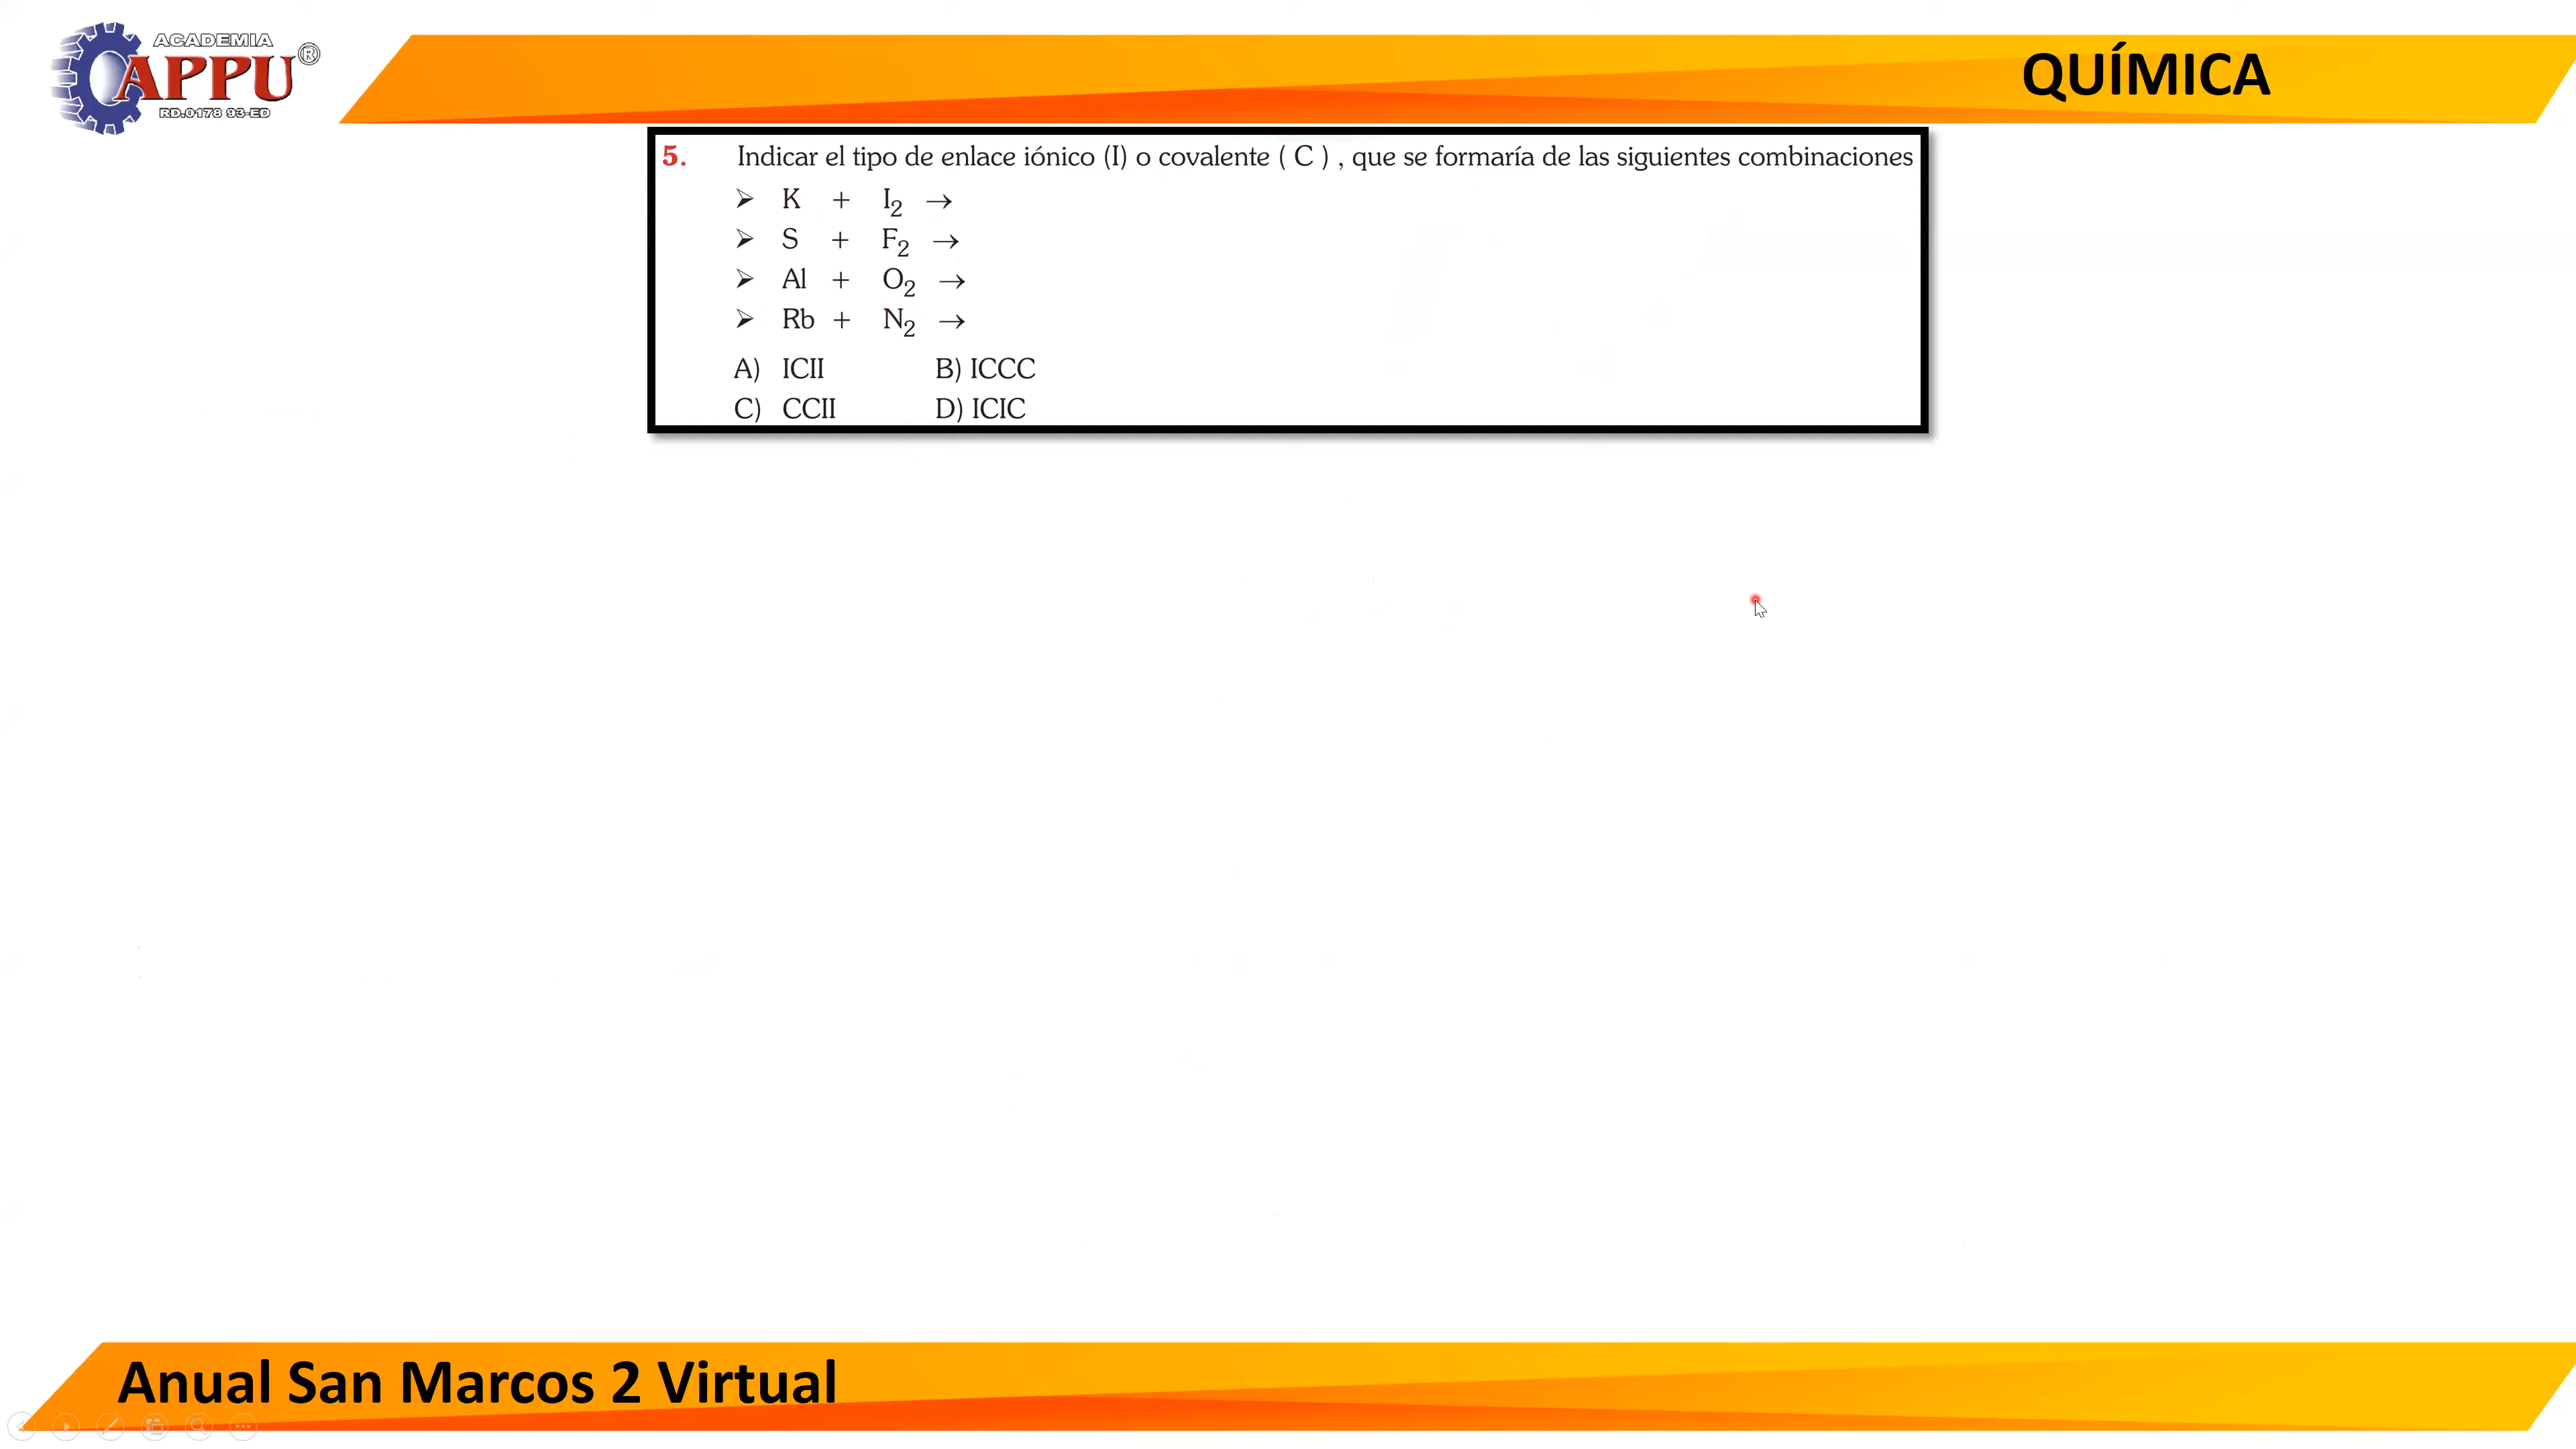 ACADEMIA
APPU®
RD.0178 93-ED
QUÍMICA
5. Indicar el tipo de enlace iónico (I) o covalente ( C ) , que se formaría de las siguientes combinaciones
➢ K + I₂ →
➢ S + F₂ →
➢ Al + O₂ →
➢ Rb + N₂ →
A) ICII B) ICCC
C) CCII D) ICIC
Anual San Marcos 2 Virtual